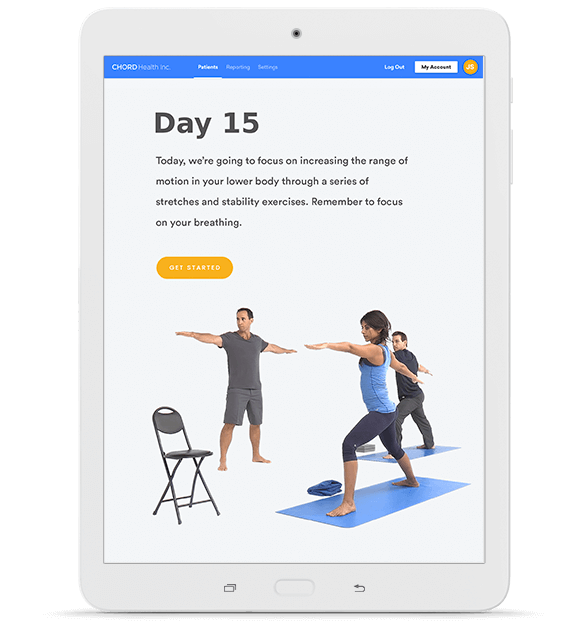 CHORD Health Inc. Patients Reporting Settings Log Out My Account JS
Day 15
Today, we're going to focus on increasing the range of
motion in your lower body through a series of
stretches and stability exercises. Remember to focus
on your breathing.
GET STARTED